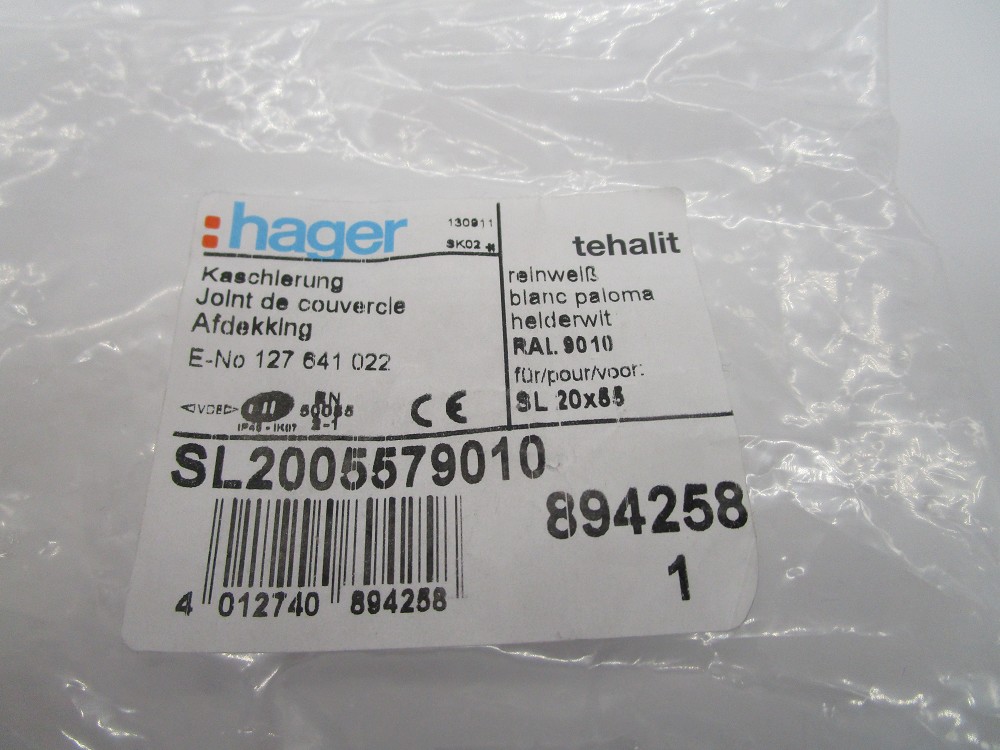 hager
130911
SK02
tehalit
Kaschierung
Joint de couvercle
Afdekking
E-No 127 641 022
reinweiß
blanc paloma
helderwit
RAL 9010
für/pour/voor:
SL 20x55
VDE
EN
50085
2-1
IP40 - IK07
CE
SL2005579010
894258
1
4 012740 894258